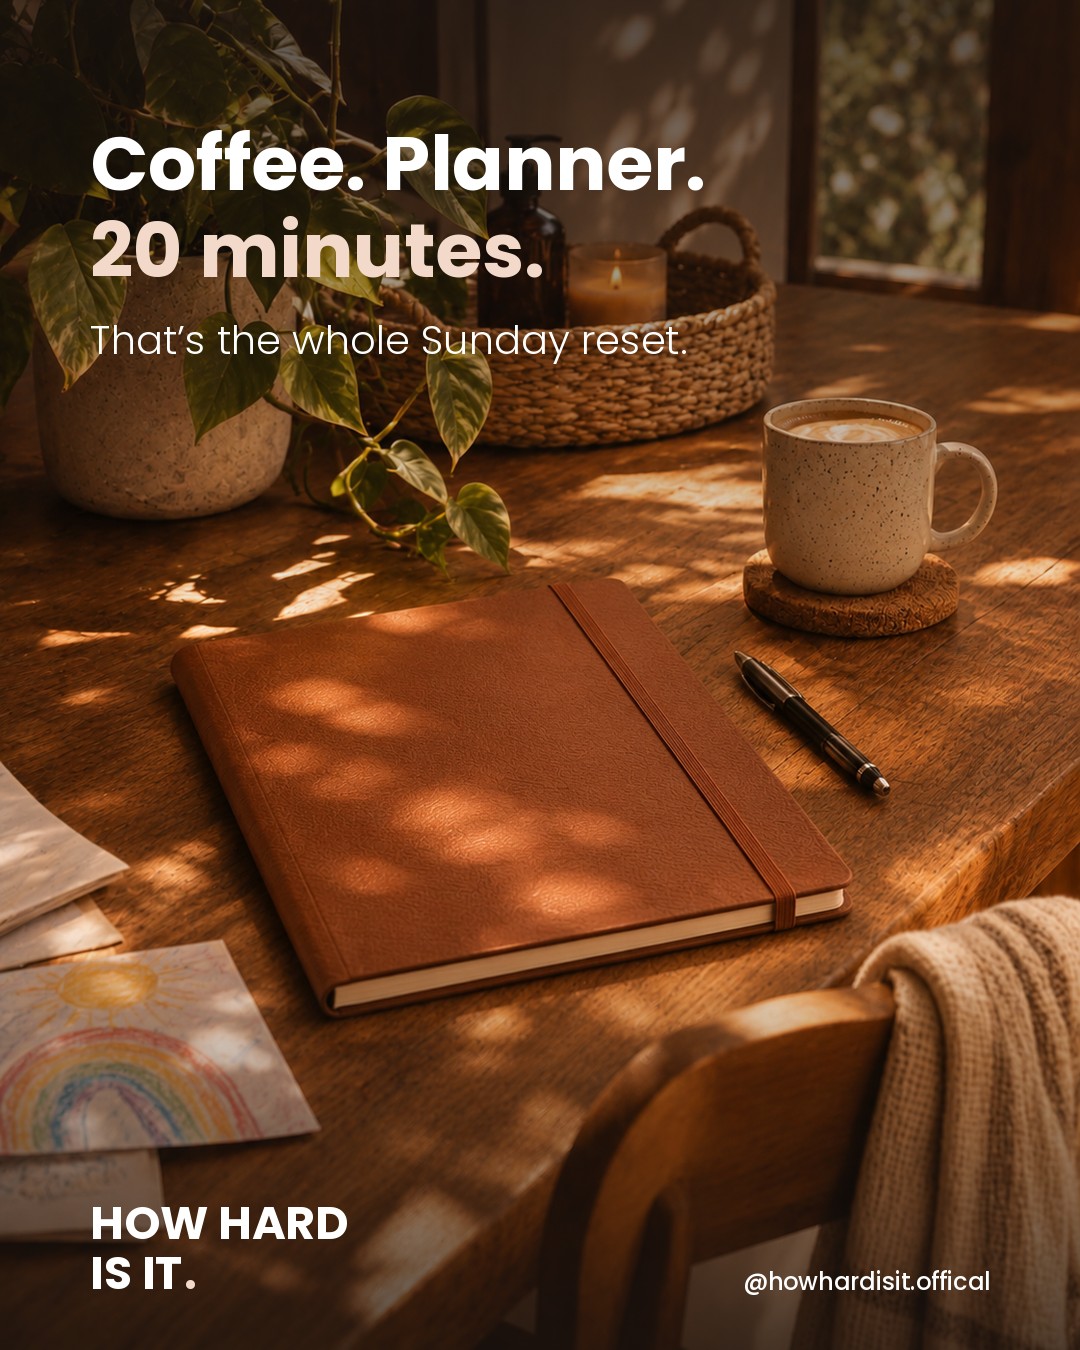 Coffee. Planner.
20 minutes.
That’s the whole Sunday reset.
HOW HARD
IS IT.
@howhardisit.offical